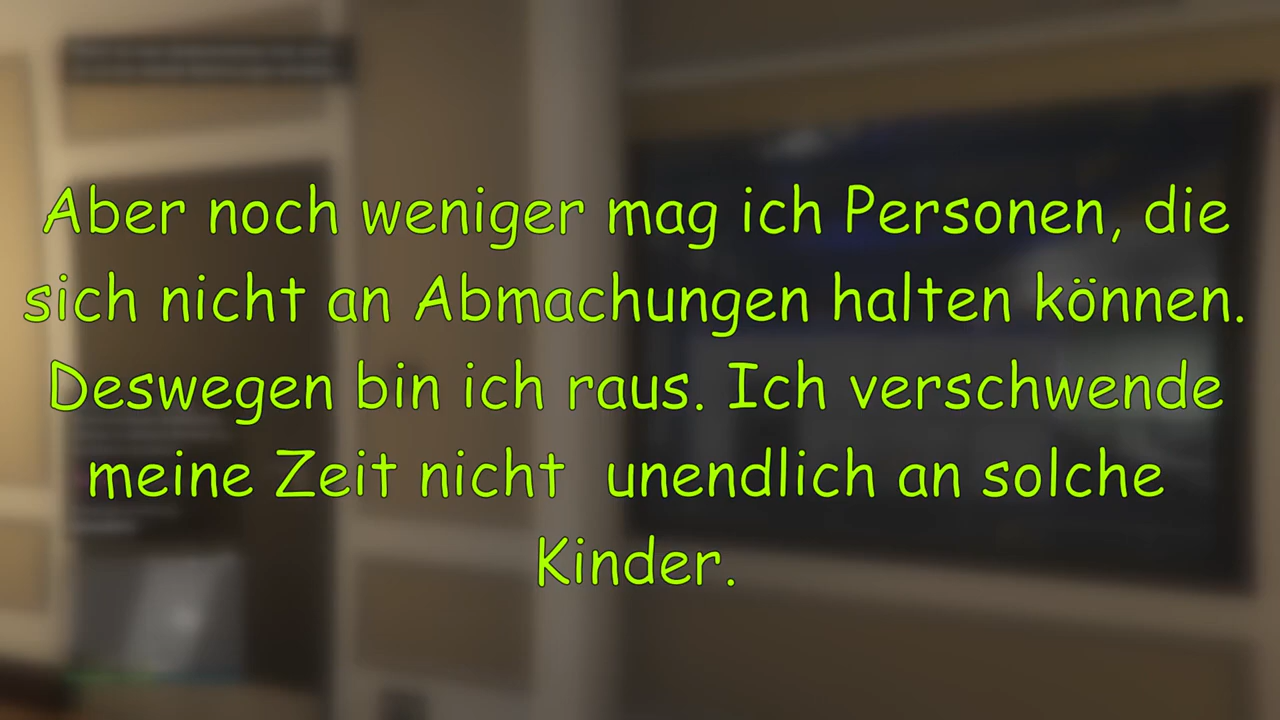 Aber noch weniger mag ich Personen, die
sich nicht an Abmachungen halten können.
Deswegen bin ich raus. Ich verschwende
meine Zeit nicht  unendlich an solche
Kinder.